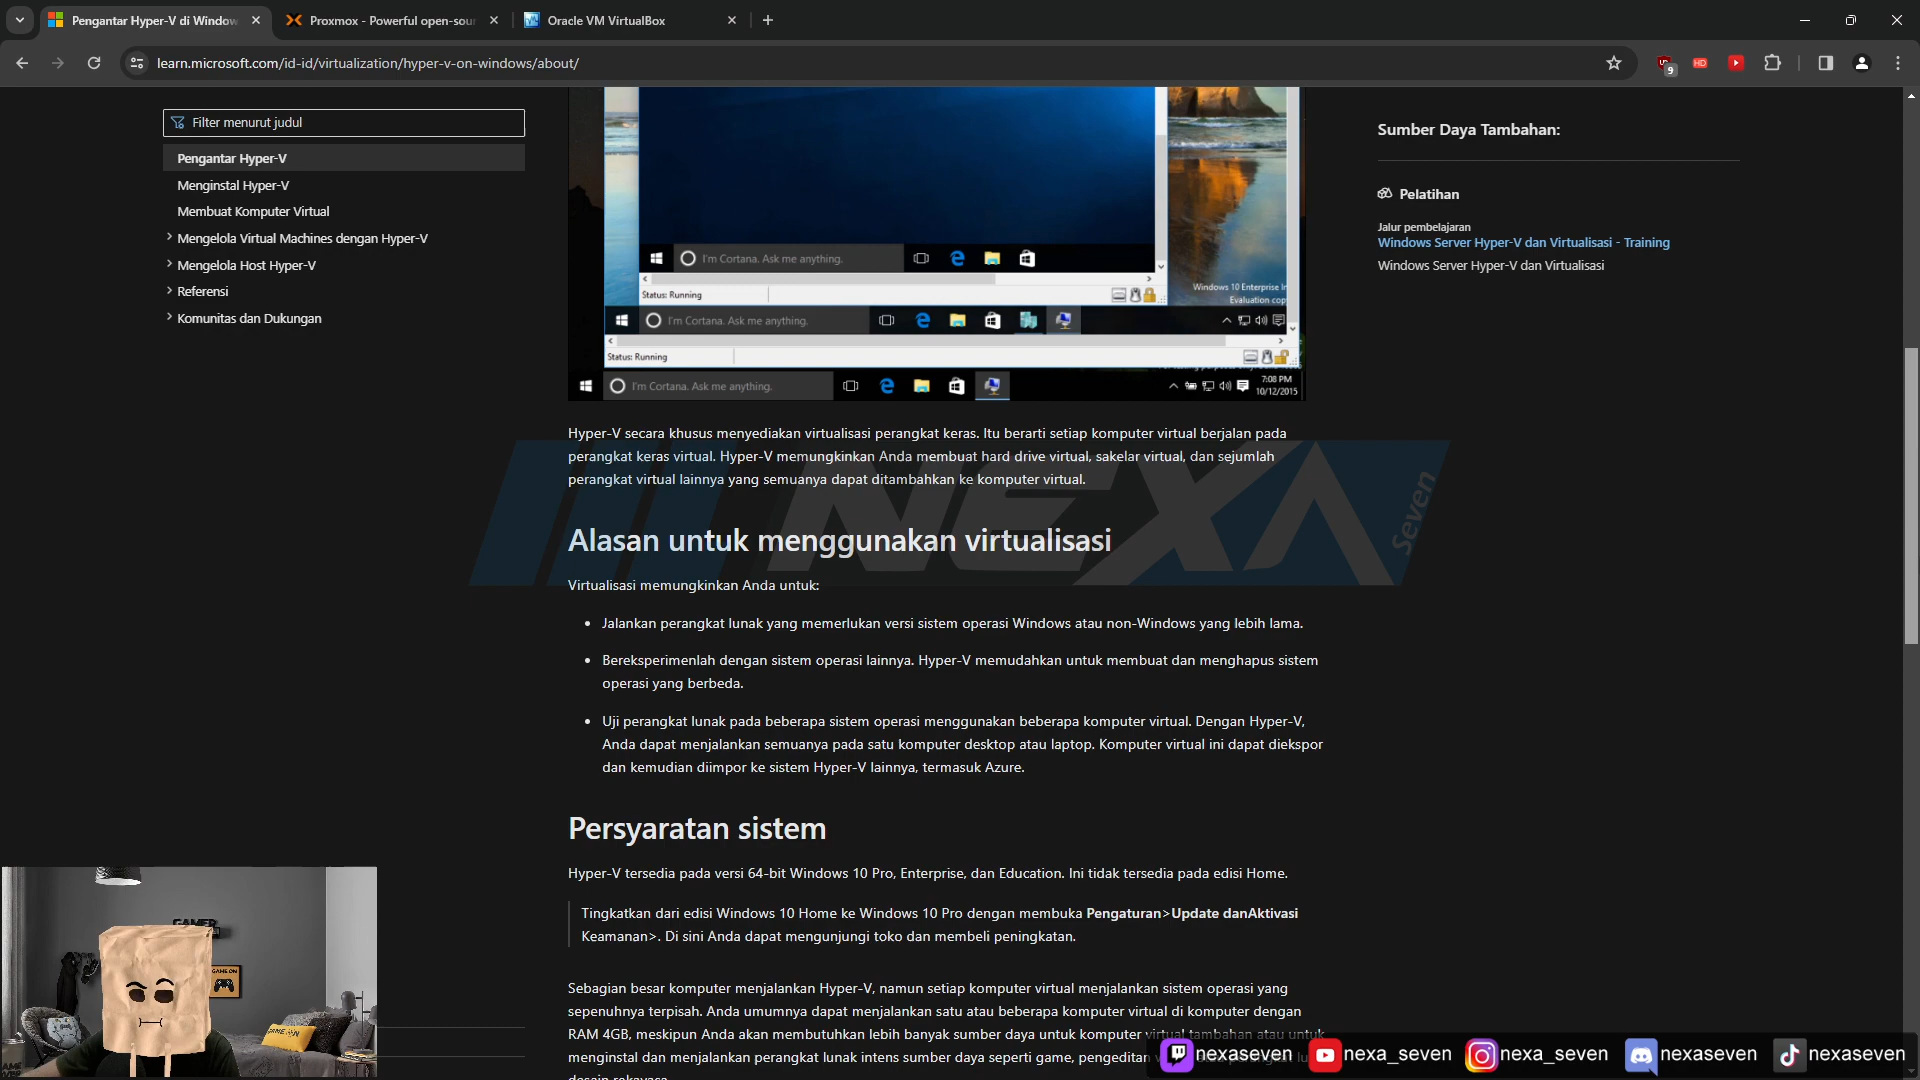 Pengantar Hyper-V di Window
Proxmox - Powerful open-sou
Oracle VM VirtualBox
learn.microsoft.com/id-id/virtualization/hyper-v-on-windows/about/
9
HD
Filter menurut judul
Pengantar Hyper-V
Menginstal Hyper-V
Membuat Komputer Virtual
Mengelola Virtual Machines dengan Hyper-V
Mengelola Host Hyper-V
Referensi
Komunitas dan Dukungan
I'm Cortana. Ask me anything.
Status: Running
Windows 10 Enterprise In
Evaluation cop
I'm Cortana. Ask me anything.
Status: Running
I'm Cortana. Ask me anything.
7:08 PM
10/12/2015
Hyper-V secara khusus menyediakan virtualisasi perangkat keras. Itu berarti setiap komputer virtual berjalan pada
perangkat keras virtual. Hyper-V memungkinkan Anda membuat hard drive virtual, sakelar virtual, dan sejumlah
perangkat virtual lainnya yang semuanya dapat ditambahkan ke komputer virtual.
NEXA
Seven
Alasan untuk menggunakan virtualisasi
Virtualisasi memungkinkan Anda untuk:
• Jalankan perangkat lunak yang memerlukan versi sistem operasi Windows atau non-Windows yang lebih lama.
• Bereksperimenlah dengan sistem operasi lainnya. Hyper-V memudahkan untuk membuat dan menghapus sistem
operasi yang berbeda.
• Uji perangkat lunak pada beberapa sistem operasi menggunakan beberapa komputer virtual. Dengan Hyper-V,
Anda dapat menjalankan semuanya pada satu komputer desktop atau laptop. Komputer virtual ini dapat diekspor
dan kemudian diimpor ke sistem Hyper-V lainnya, termasuk Azure.
Persyaratan sistem
Hyper-V tersedia pada versi 64-bit Windows 10 Pro, Enterprise, dan Education. Ini tidak tersedia pada edisi Home.
Tingkatkan dari edisi Windows 10 Home ke Windows 10 Pro dengan membuka Pengaturan>Update danAktivasi
Keamanan>. Di sini Anda dapat mengunjungi toko dan membeli peningkatan.
Sebagian besar komputer menjalankan Hyper-V, namun setiap komputer virtual menjalankan sistem operasi yang
sepenuhnya terpisah. Anda umumnya dapat menjalankan satu atau beberapa komputer virtual di komputer dengan
RAM 4GB, meskipun Anda akan membutuhkan lebih banyak sumber daya untuk komputer virtual tambahan atau untuk
menginstal dan menjalankan perangkat lunak intens sumber daya seperti game, pengeditan
Sumber Daya Tambahan:
Pelatihan
Jalur pembelajaran
Windows Server Hyper-V dan Virtualisasi - Training
Windows Server Hyper-V dan Virtualisasi
GAMER
GAME ON
nexaseven
nexa_seven
nexa_seven
nexaseven
nexaseven